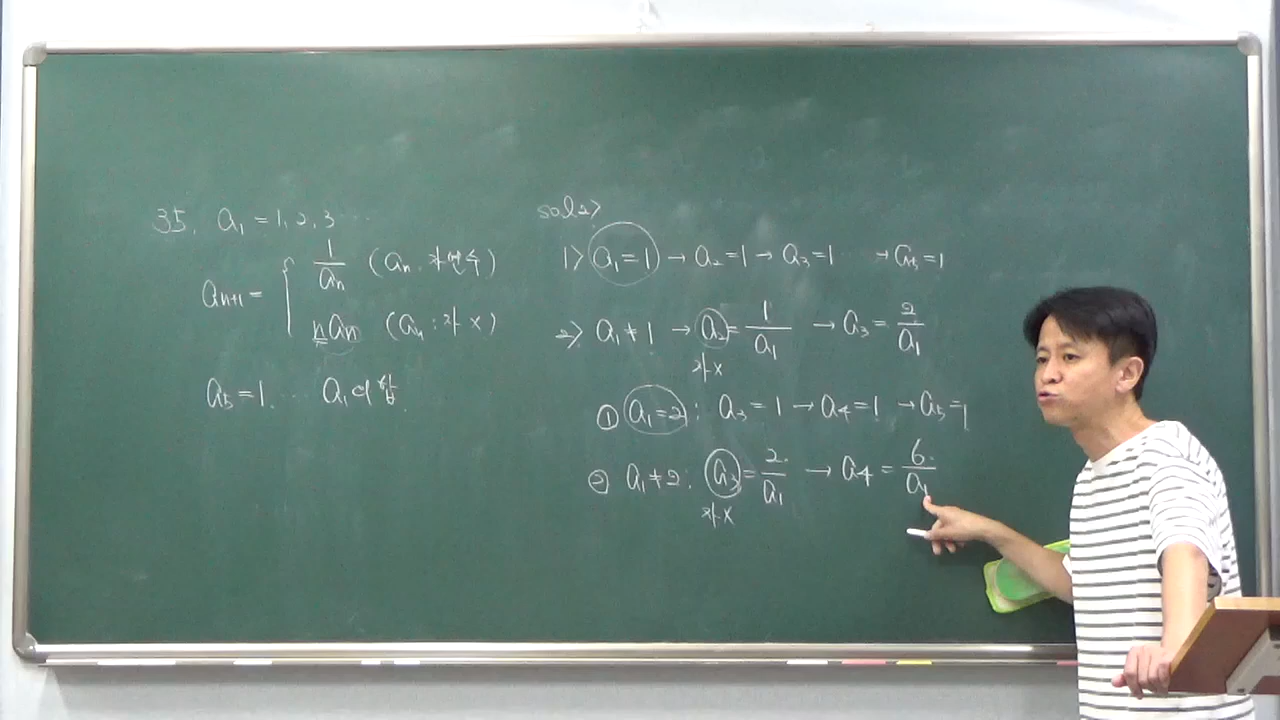 35. a₁ = 1, 2, 3 ...
aₙ₊₁ = { 1/aₙ (aₙ : 자연수)
naₙ (aₙ : 자 x)
a₅ = 1. ... a₁의 합.
sol 2>
1> a₁ = 1 → a₂ = 1 → a₃ = 1 ... → a₅ = 1
2> a₁ ≠ 1 → a₂ = 1/a₁ → a₃ = 2/a₁
자 x
① a₁ = 2 : a₃ = 1 → a₄ = 1 → a₅ = 1
② a₁ ≠ 2 : a₃ = 2/a₁ → a₄ = 6/a₁
자 x